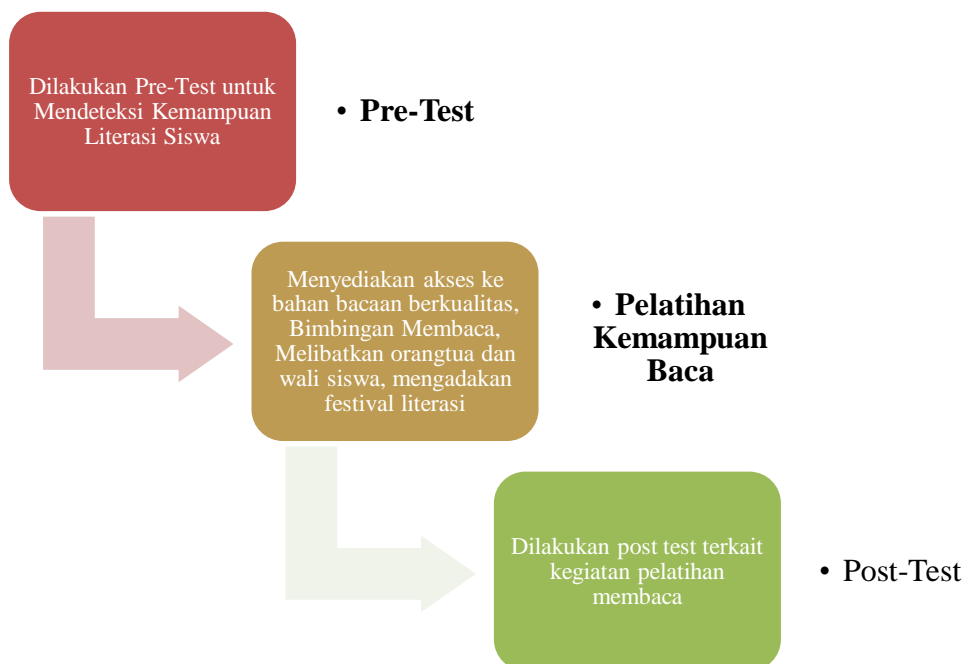 Dilakukan Pre-Test untuk
Mendeteksi Kemampuan
Literasi Siswa
• Pre-Test
Menyediakan akses ke
bahan bacaan berkualitas,
Bimbingan Membaca,
Melibatkan orangtua dan
wali siswa, mengadakan
festival literasi
• Pelatihan
Kemampuan
Baca
Dilakukan post test terkait
kegiatan pelatihan
membaca
• Post-Test